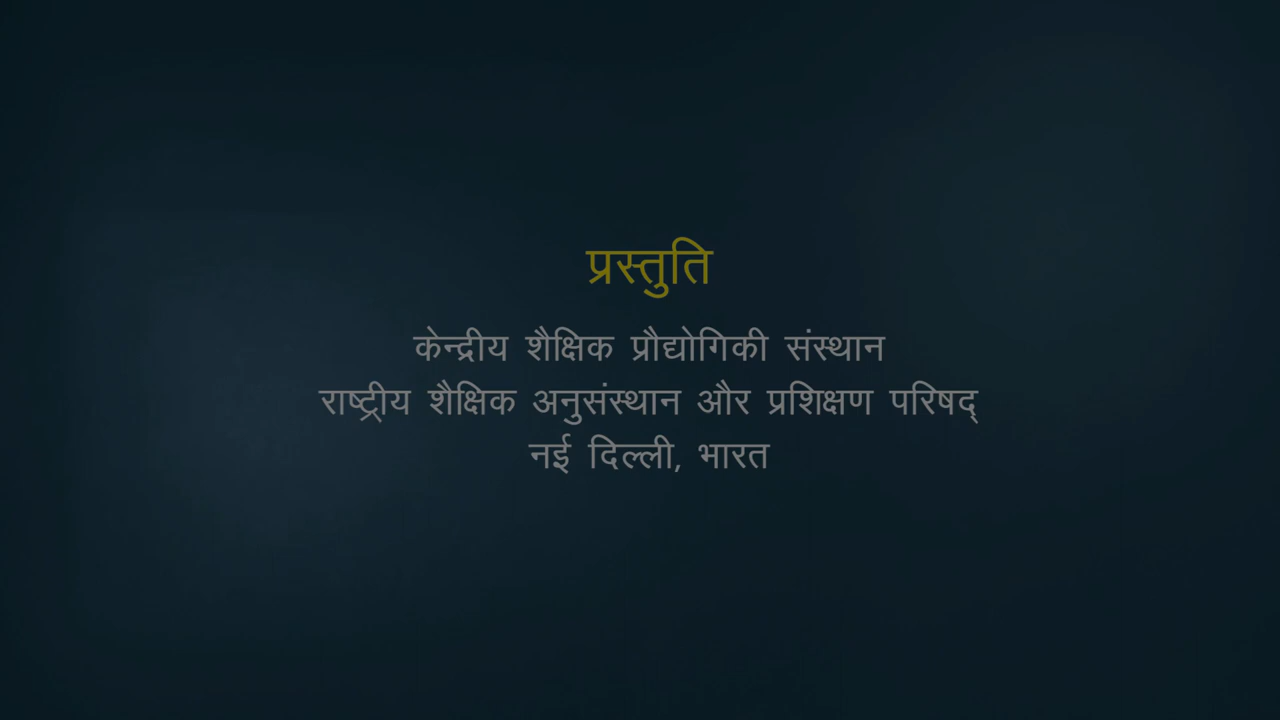 प्रस्तुति
केन्द्रीय शैक्षिक प्रौद्योगिकी संस्थान
राष्ट्रीय शैक्षिक अनुसंस्थान और प्रशिक्षण परिषद्
नई दिल्ली, भारत